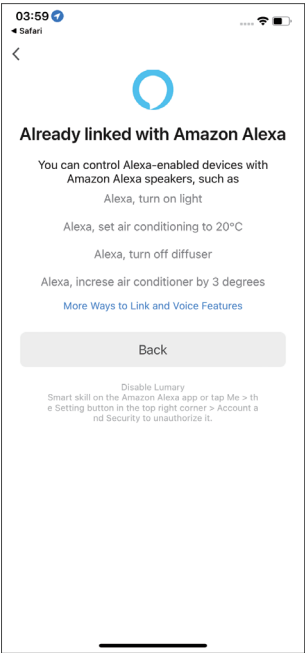 03:59
◀ Safari
Already linked with Amazon Alexa
You can control Alexa-enabled devices with
Amazon Alexa speakers, such as
Alexa, turn on light
Alexa, set air conditioning to 20°C
Alexa, turn off diffuser
Alexa, increse air conditioner by 3 degrees
More Ways to Link and Voice Features
Back
Disable Lumary
Smart skill on the Amazon Alexa app or tap Me > th
e Setting button in the top right corner > Account a
nd Security to unauthorize it.